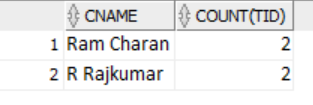 CNAME COUNT(TID)
1 Ram Charan 2
2 R Rajkumar 2